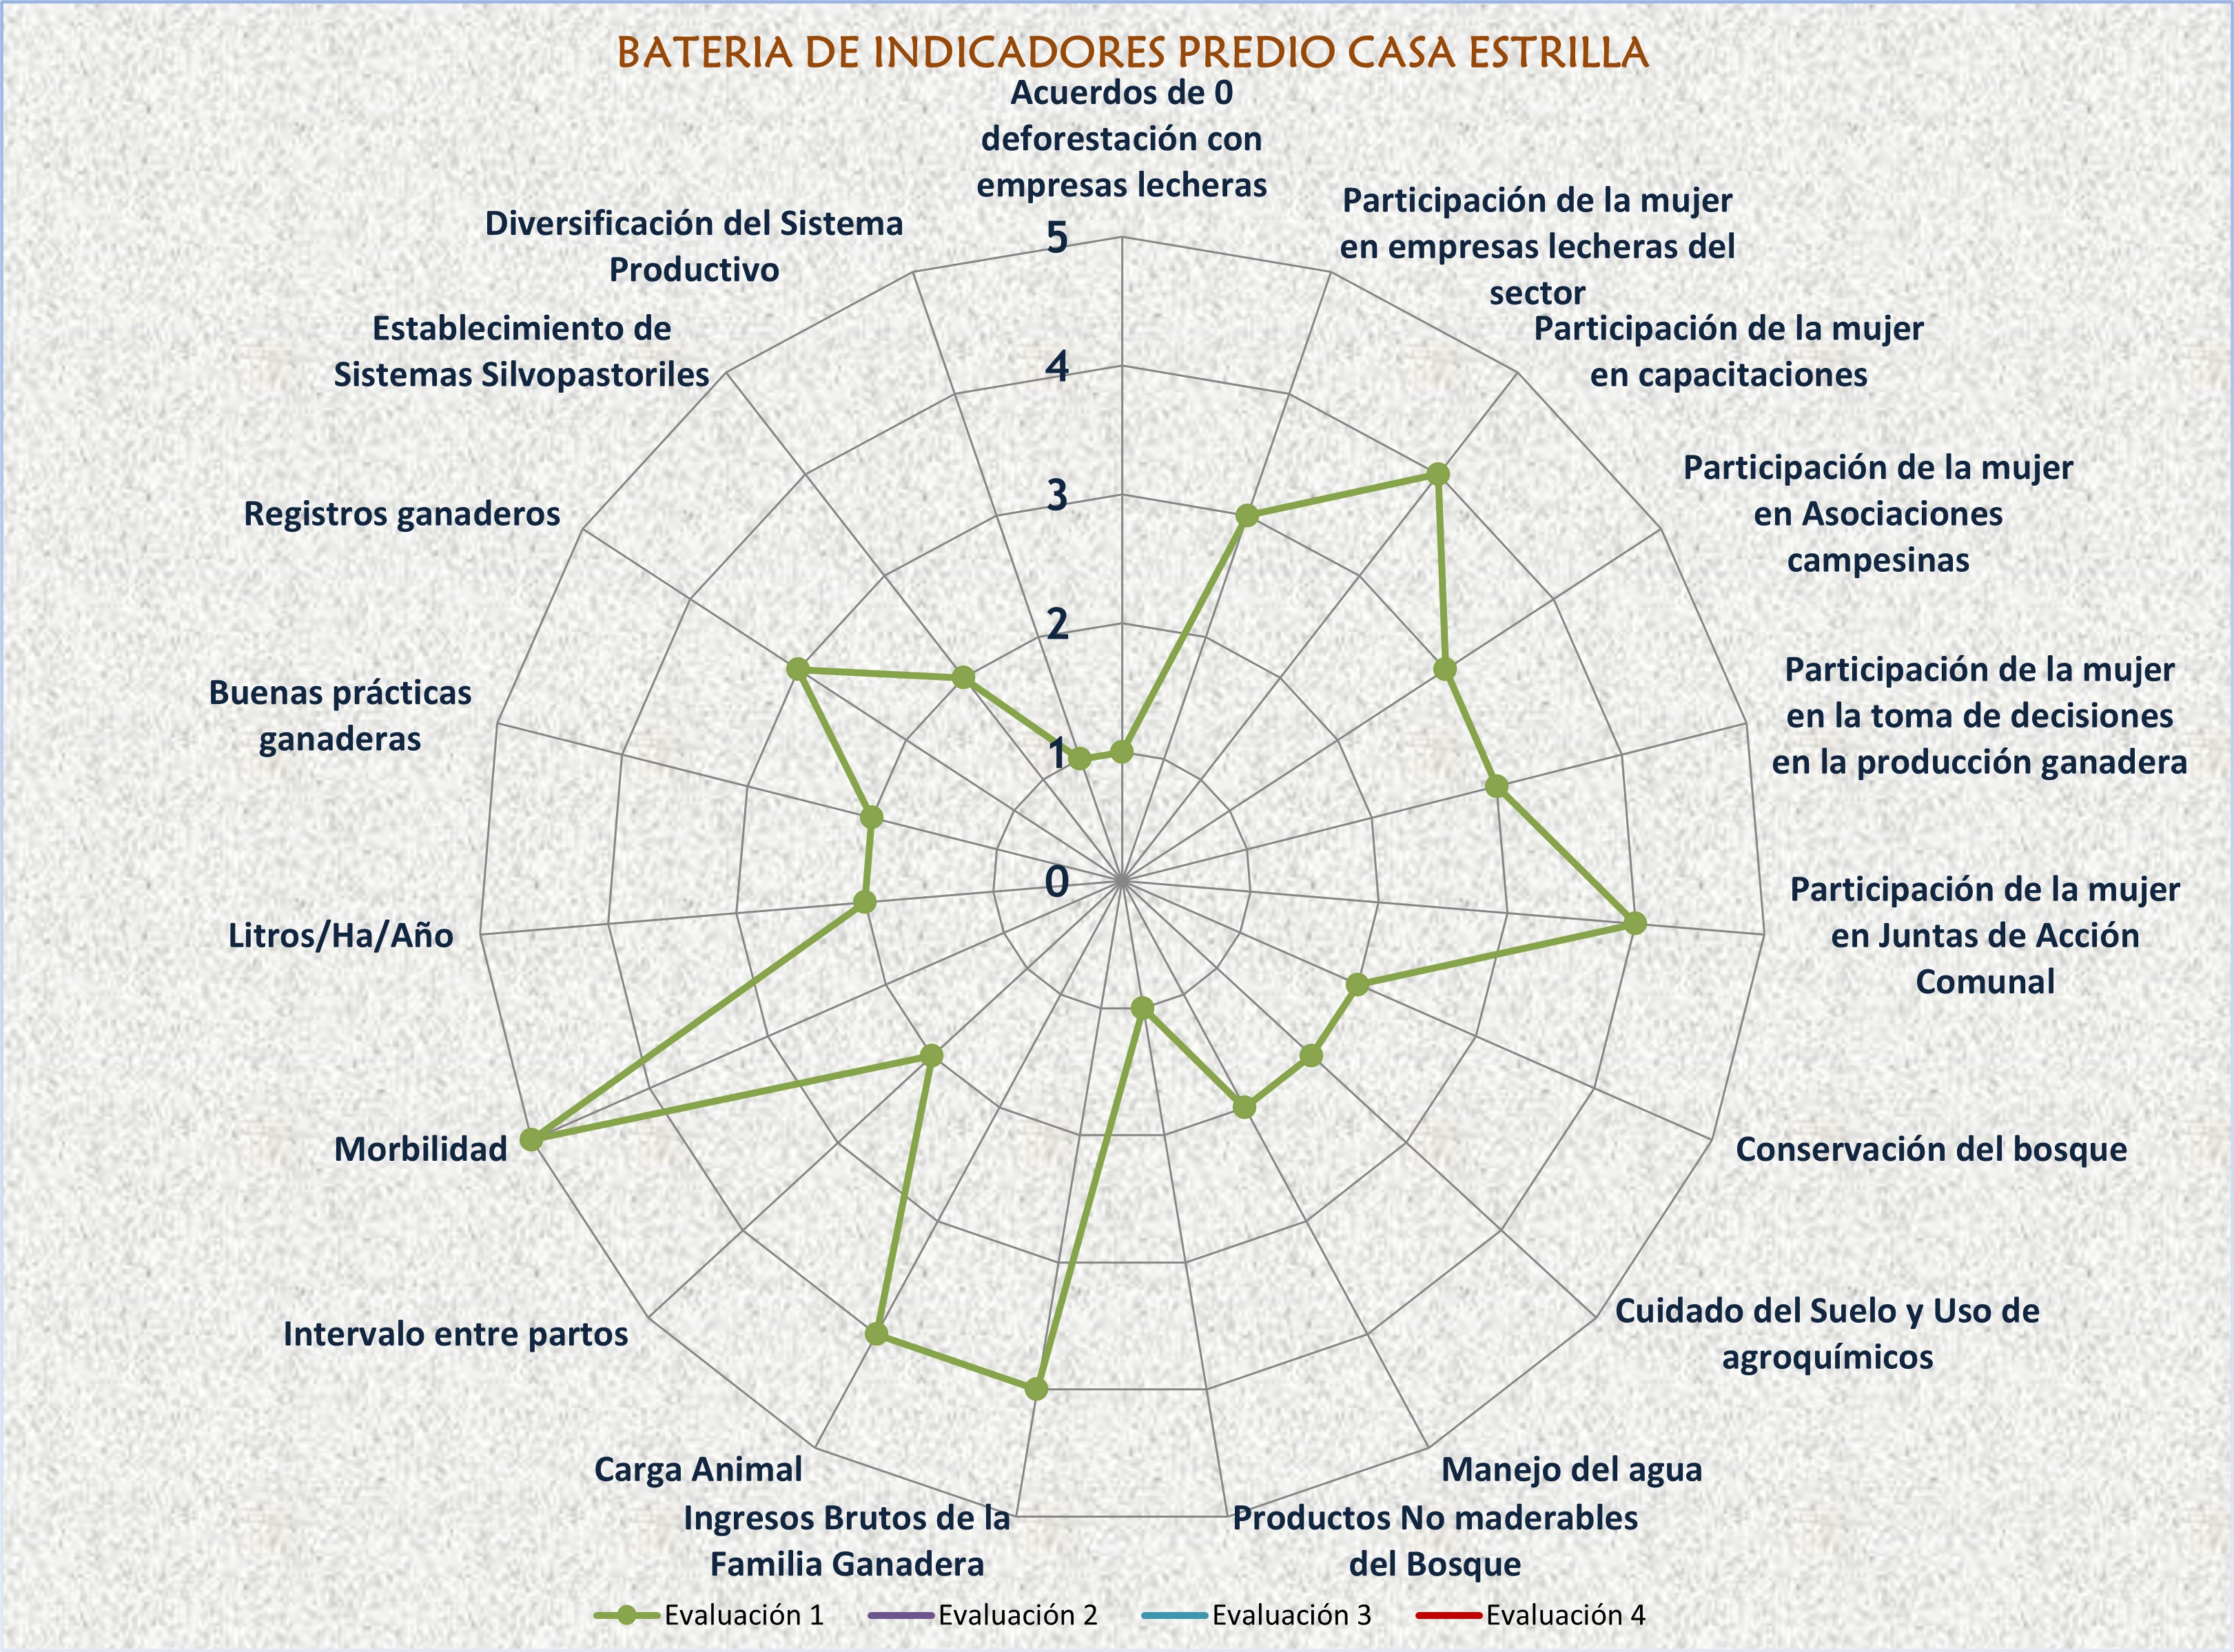 BATERIA DE INDICADORES PREDIO CASA ESTRILLA
Acuerdos de 0
deforestación con
empresas lecheras
Participación de la mujer
en empresas lecheras del
sector
Participación de la mujer
en capacitaciones
Participación de la mujer
en Asociaciones
campesinas
Participación de la mujer
en la toma de decisiones
en la producción ganadera
Participación de la mujer
en Juntas de Acción
Comunal
Conservación del bosque
Cuidado del Suelo y Uso de
agroquímicos
Manejo del agua
Productos No maderables
del Bosque
Ingresos Brutos de la
Familia Ganadera
Carga Animal
Intervalo entre partos
Morbilidad
Litros/Ha/Año
Buenas prácticas
ganaderas
Registros ganaderos
Establecimiento de
Sistemas Silvopastoriles
Diversificación del Sistema
Productivo
5
4
3
2
1
0
Evaluación 1
Evaluación 2
Evaluación 3
Evaluación 4